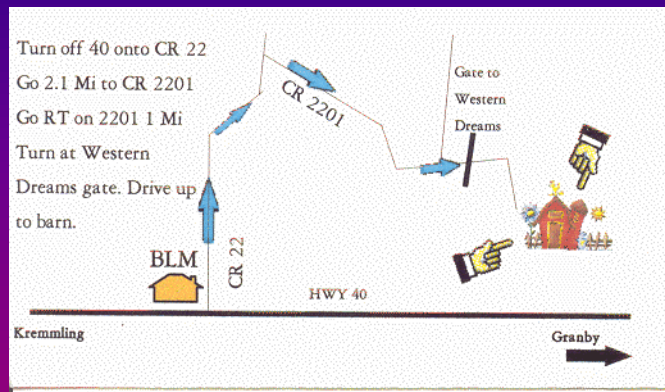 Turn off 40 onto CR 22
Go 2.1 Mi to CR 2201
Go RT on 2201 1 Mi
Turn at Western
Dreams gate. Drive up
to barn.
CR 2201
Gate to
Western
Dreams
BLM
CR 22
HWY 40
Kremmling
Granby